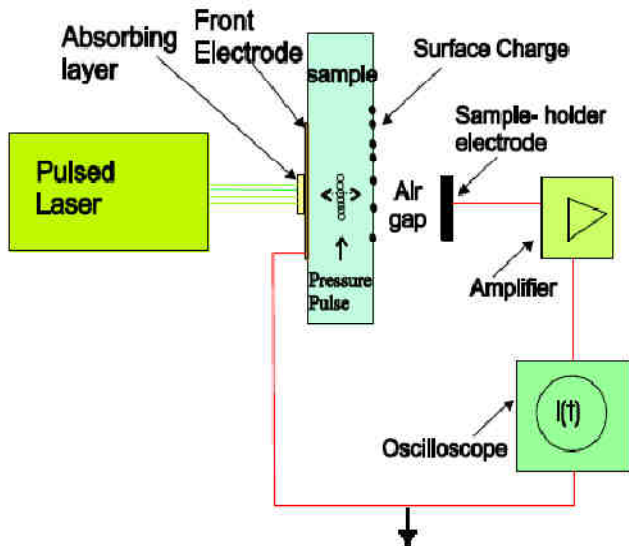 Absorbing
layer
Front
Electrode
sample
Surface Charge
Sample- holder
electrode
Pulsed
Laser
Air
gap
Pressure
Pulse
Amplifier
I(t)
Oscilloscope